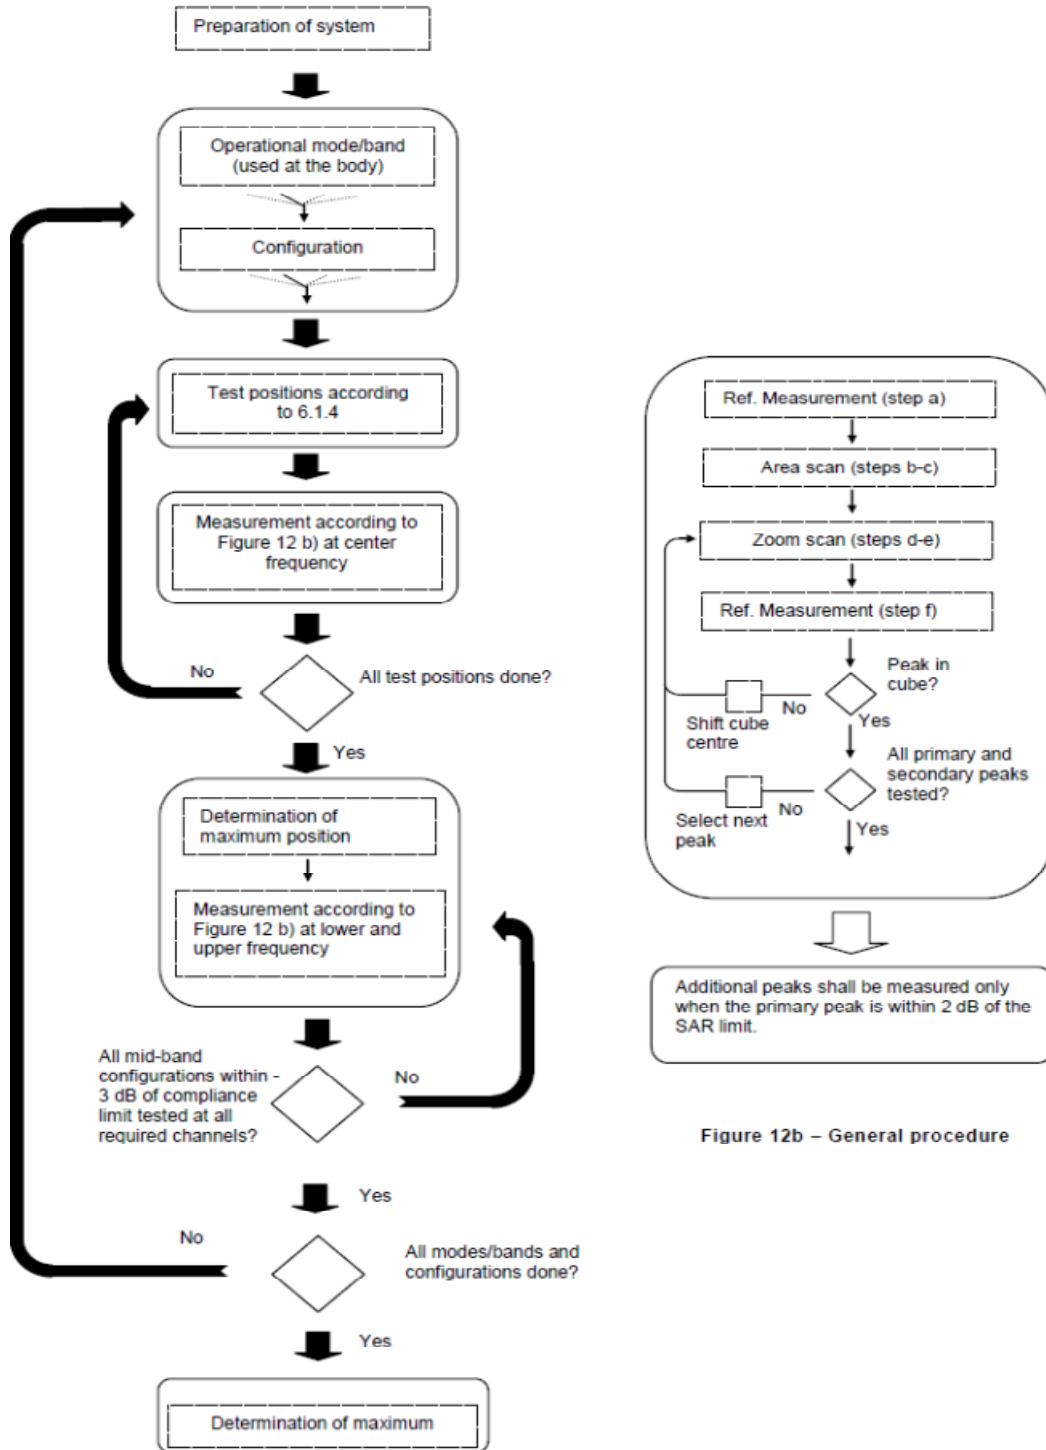 Preparation of system
Operational mode/band
(used at the body)
Configuration
Test positions according
to 6.1.4
Measurement according to
Figure 12 b) at center
frequency
No
All test positions done?
Yes
Determination of
maximum position
Measurement according to
Figure 12 b) at lower and
upper frequency
All mid-band
configurations within -
3 dB of compliance
limit tested at all
required channels?
No
Yes
No
All modes/bands and
configurations done?
Yes
Determination of maximum
Ref. Measurement (step a)
Area scan (steps b-c)
Zoom scan (steps d-e)
Ref. Measurement (step f)
Peak in
cube?
No
Shift cube
centre
Yes
All primary and
secondary peaks
tested?
No
Select next
peak
Yes
Additional peaks shall be measured only
when the primary peak is within 2 dB of the
SAR limit.
Figure 12b – General procedure